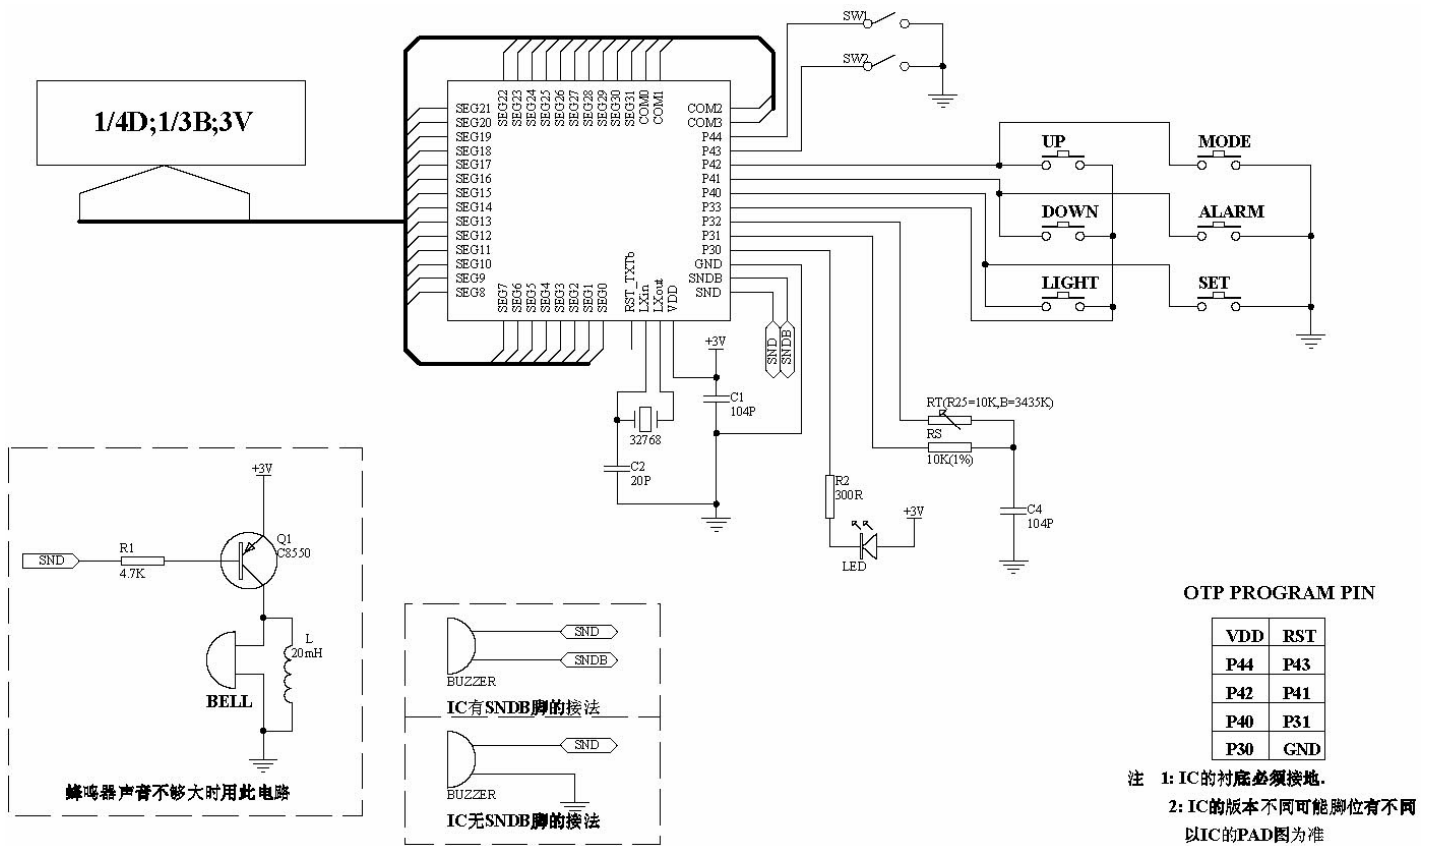 1/4D;1/3B;3V
SEG22
SEG23
SEG24
SEG25
SEG26
SEG27
SEG28
SEG29
SEG30
SEG31
COM0
COM1
SEG21
SEG20
SEG19
SEG18
SEG17
SEG16
SEG15
SEG14
SEG13
SEG12
SEG11
SEG10
SEG9
SEG8
COM2
COM3
P44
P43
P42
P41
P40
P33
P32
P31
P30
GND
SNDB
SND
SEG7
SEG6
SEG5
SEG4
SEG3
SEG2
SEG1
SEG0
RST_TXTb
LXin
LXout
VDD
SW1
SW2
UP
MODE
DOWN
ALARM
LIGHT
SET
SND
SNDB
+3V
C1
104P
32768
C2
20P
RT(R25=10K,B=3435K)
RS
10K(1%)
R2
300R
+3V
LED
C4
104P
+3V
Q1
C8550
SND
R1
4.7K
L
20mH
BELL
蜂鸣器声音不够大时用此电路
SND
SNDB
BUZZER
IC有SNDB脚的接法
SND
BUZZER
IC无SNDB脚的接法
OTP PROGRAM PIN
VDD RST
P44 P43
P42 P41
P40 P31
P30 GND
注 1: IC的衬底必须接地.
2: IC的版本不同可能脚位有不同
以IC的PAD图为准